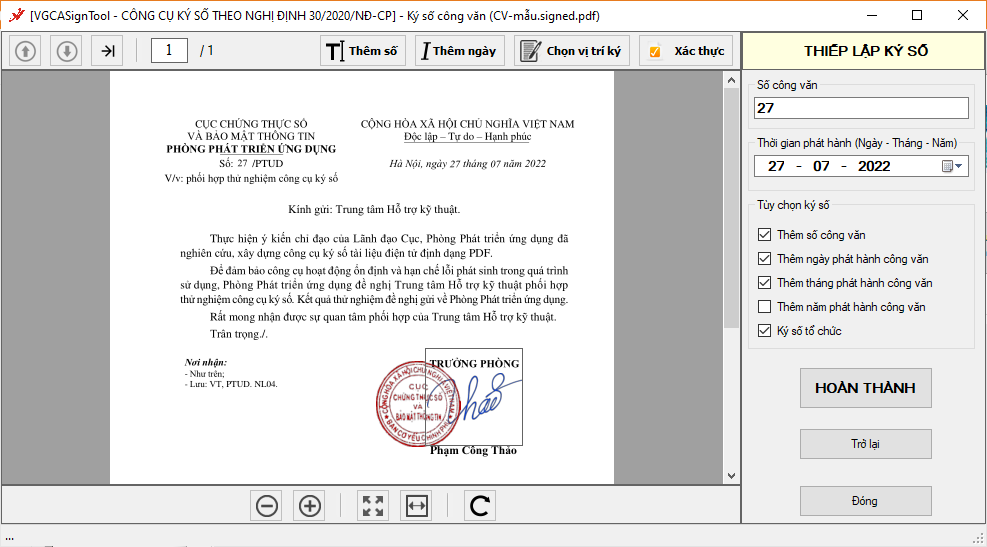 [VGCASignTool - CÔNG CỤ KÝ SỐ THEO NGHỊ ĐỊNH 30/2020/NĐ-CP] - Ký số công văn (CV-mẫu.signed.pdf)
1 / 1
Thêm số
Thêm ngày
Chọn vị trí ký
Xác thực
THIẾP LẬP KÝ SỐ
CỤC CHỨNG THỰC SỐ
VÀ BẢO MẬT THÔNG TIN
PHÒNG PHÁT TRIỂN ỨNG DỤNG
Số: 27 /PTUD
V/v: phối hợp thử nghiệm công cụ ký số
CỘNG HÒA XÃ HỘI CHỦ NGHĨA VIỆT NAM
Độc lập – Tự do – Hạnh phúc
Hà Nội, ngày 27 tháng 07 năm 2022
Kính gửi: Trung tâm Hỗ trợ kỹ thuật.
Thực hiện ý kiến chỉ đạo của Lãnh đạo Cục, Phòng Phát triển ứng dụng đã
nghiên cứu, xây dựng công cụ ký số tài liệu điện tử định dạng PDF.
Để đảm bảo công cụ hoạt động ổn định và hạn chế lỗi phát sinh trong quá trình
sử dụng, Phòng Phát triển ứng dụng đề nghị Trung tâm Hỗ trợ kỹ thuật phối hợp
thử nghiệm công cụ ký số. Kết quả thử nghiệm đề nghị gửi về Phòng Phát triển ứng dụng.
Rất mong nhận được sự quan tâm phối hợp của Trung tâm Hỗ trợ kỹ thuật.
Trân trọng./.
Nơi nhận:
- Như trên;
- Lưu: VT, PTUD. NL04.
TRƯỞNG PHÒNG
CỘNG HÒA XÃ HỘI CHỦ NGHĨA VIỆT NAM
CỤC
CHỨNG THỰC SỐ
VÀ
BẢO MẬT THÔNG TIN
BAN CƠ YẾU CHÍNH PHỦ
Phạm Công Thảo
Số công văn
27
Thời gian phát hành (Ngày - Tháng - Năm)
27 - 07 - 2022
Tùy chọn ký số
Thêm số công văn
Thêm ngày phát hành công văn
Thêm tháng phát hành công văn
Thêm năm phát hành công văn
Ký số tổ chức
HOÀN THÀNH
Trở lại
Đóng
...